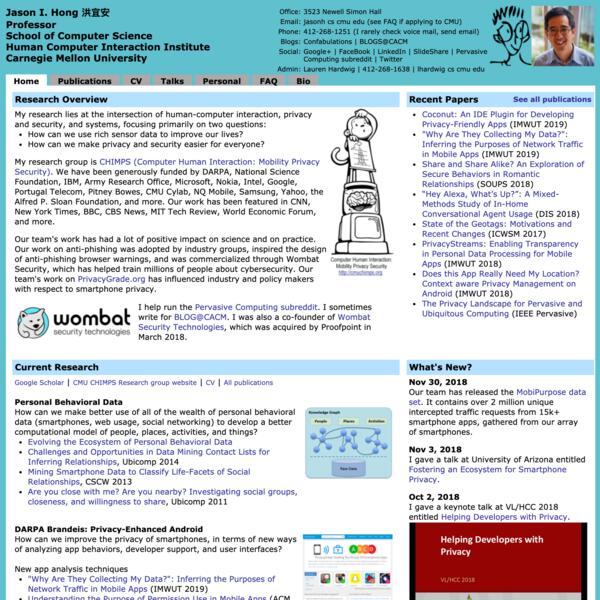 Jason I. Hong 洪宜安
Professor
School of Computer Science
Human Computer Interaction Institute
Carnegie Mellon University
Office: 3523 Newell Simon Hall
Email: jasonh cs cmu edu (see FAQ if applying to CMU)
Phone: 412-268-1251 (I rarely check voice mail, send email)
Blogs: Confabulations | BLOGS@CACM
Social: Google+ | FaceBook | LinkedIn | SlideShare | Pervasive
Computing subreddit | Twitter
Admin: Lauren Hardwig | 412-268-1638 | lhardwig cs cmu edu
Home Publications CV Talks Personal FAQ Bio
Research Overview
My research lies at the intersection of human-computer interaction, privacy
and security, and systems, focusing primarily on two questions:
• How can we use rich sensor data to improve our lives?
• How can we make privacy and security easier for everyone?
My research group is CHIMPS (Computer Human Interaction: Mobility Privacy
Security). We have been generously funded by DARPA, National
Science Foundation, IBM, Army Research Office, Microsoft, Nokia, Intel, Google,
Portugal Telecom, Pitney Bowes, CMU Cylab, NQ Mobile, Samsung, Yahoo, the
Alfred P. Sloan Foundation, and more. Our work has been featured in CNN,
New York Times, BBC, CBS News, MIT Tech Review, World Economic Forum,
and more.
Our team's work has had a lot of positive impact on science and on practice.
Our work on anti-phishing was adopted by industry groups, inspired the design
of anti-phishing browser warnings, and was commercialized through Wombat
Security, which has helped train millions of people about cybersecurity. Our
team's work on PrivacyGrade.org has influenced industry and policy makers
with respect to smartphone privacy.
Computer Human Interaction:
Mobility Privacy Security
http://cmuchimps.org
wombat
security technologies
I help run the Pervasive Computing subreddit. I sometimes
write for BLOG@CACM. I was also a co-founder of Wombat
Security Technologies, which was acquired by Proofpoint in
March 2018.
Recent Papers See all publications
• Coconut: An IDE Plugin for Developing
Privacy-Friendly Apps (IMWUT 2019)
• "Why Are They Collecting My Data?":
Inferring the Purposes of Network Traffic
in Mobile Apps (IMWUT 2019)
• Share and Share Alike? An Exploration of
Secure Behaviors in Romantic
Relationships (SOUPS 2018)
• "Hey Alexa, What's Up?": A Mixed-
Methods Study of In-Home
Conversational Agent Usage (DIS 2018)
• State of the Geotags: Motivations and
Recent Changes (ICWSM 2017)
• PrivacyStreams: Enabling Transparency
in Personal Data Processing for Mobile
Apps (IMWUT 2018)
• Does this App Really Need My Location?
Context aware Privacy Management on
Android (IMWUT 2018)
• The Privacy Landscape for Pervasive and
Ubiquitous Computing (IEEE Pervasive)
Current Research
Google Scholar | CMU CHIMPS Research group website | CV | All publications
Personal Behavioral Data
How can we make better use of all of the wealth of personal behavioral
data (smartphones, web usage, social networking) to develop a better
computational model of people, places, activities, and things?
• Evolving the Ecosystem of Personal Behavioral Data
• Challenges and Opportunities in Data Mining Contact Lists for
Inferring Relationships, Ubicomp 2014
• Mining Smartphone Data to Classify Life-Facets of Social
Relationships, CSCW 2013
• Are you close with me? Are you nearby? Investigating social groups,
closeness, and willingness to share, Ubicomp 2011
Knowledge Graph
People Places Activities
Raw Data
DARPA Brandeis: Privacy-Enhanced Android
How can we improve the privacy of smartphones, in terms of new ways
of analyzing app behaviors, developer support, and user interfaces?
New app analysis techniques
• "Why Are They Collecting My Data?": Inferring the Purposes of
Network Traffic in Mobile Apps (IMWUT 2019)
• Understanding the Purpose of Permission Use in Mobile Apps (ACM
What's New?
Nov 30, 2018
Our team has released the MobiPurpose data
set. It contains over 2 million unique
intercepted traffic requests from 15k+
smartphone apps, gathered from our array of
smartphones.
Nov 3, 2018
I gave a talk at University of Arizona entitled
Fostering an Ecosystem for Smartphone
Privacy.
Oct 2, 2018
I gave a keynote talk at VL/HCC 2018
entitled Helping Developers with Privacy.
Helping Developers with
Privacy
VL/HCC 2018